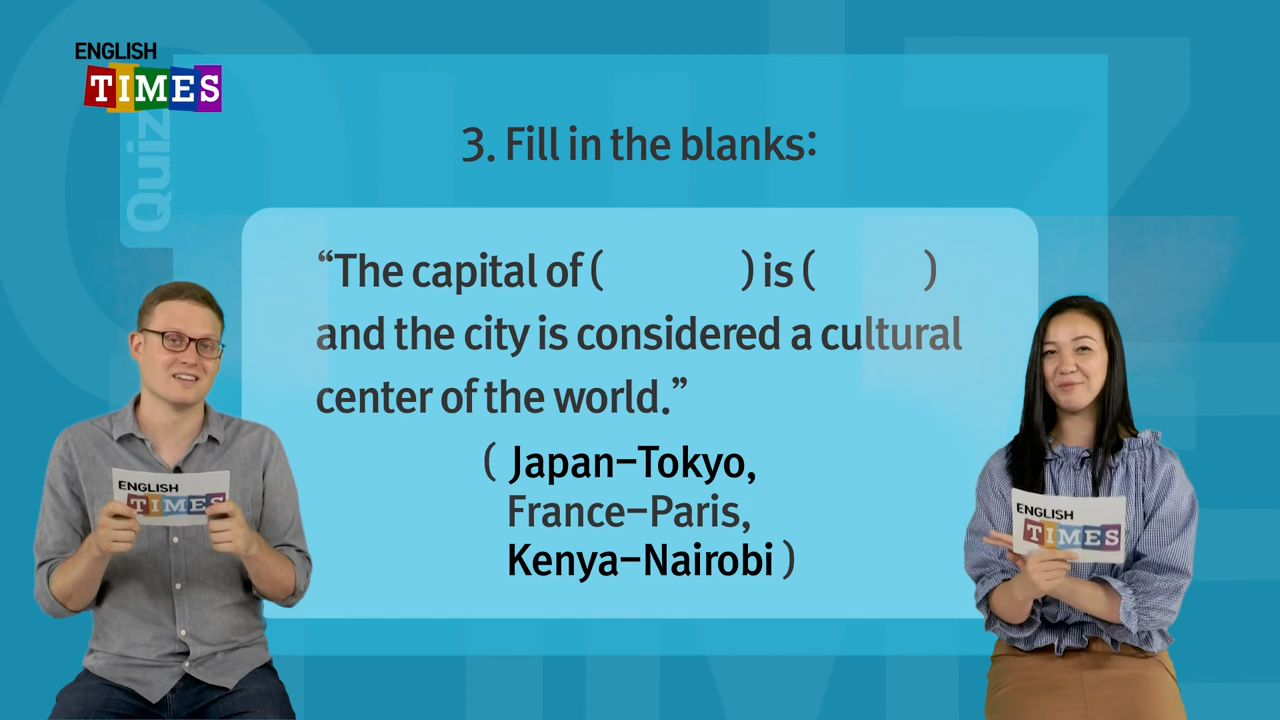 ENGLISH
TIMES
Quiz
3. Fill in the blanks:
“The capital of (          ) is (          )
and the city is considered a cultural
center of the world.”
( Japan–Tokyo,
France–Paris,
Kenya–Nairobi )
ENGLISH
TIMES
ENGLISH
TIMES